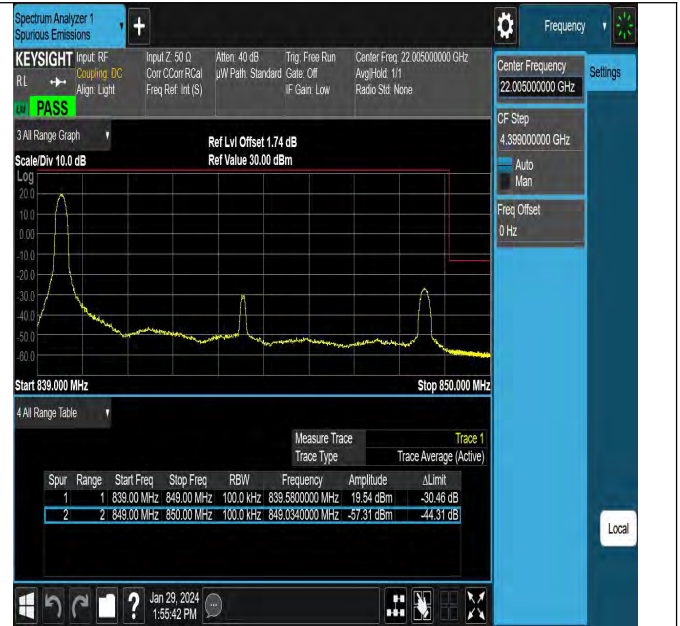 Spectrum Analyzer 1
Spurious Emissions
+
Frequency
KEYSIGHT Input: RF Input Z: 50 Ω Atten: 40 dB Trig: Free Run Center Freq: 22.005000000 GHz
RL Coupling: DC Corr CCorr RCal µW Path: Standard Gate: Off Avg|Hold: 1/1
Align: Light Freq Ref: Int (S) IF Gain: Low Radio Std: None
PASS
Center Frequency
22.005000000 GHz
Settings
CF Step
4.399000000 GHz
Auto
Man
Freq Offset
0 Hz
3 All Range Graph
Ref Lvl Offset 1.74 dB
Scale/Div 10.0 dB Ref Value 30.00 dBm
Log
20.0
10.0
0.00
-10.0
-20.0
-30.0
-40.0
-50.0
-60.0
Start 839.000 MHz Stop 850.000 MHz
4 All Range Table
Measure Trace Trace 1
Trace Type Trace Average (Active)
Spur Range Start Freq Stop Freq RBW Frequency Amplitude ΔLimit
1 1 839.00 MHz 849.00 MHz 100.0 kHz 839.5800000 MHz 19.54 dBm -30.46 dB
2 2 849.00 MHz 850.00 MHz 100.0 kHz 849.0340000 MHz -57.31 dBm -44.31 dB
Local
?
Jan 29, 2024
1:55:42 PM